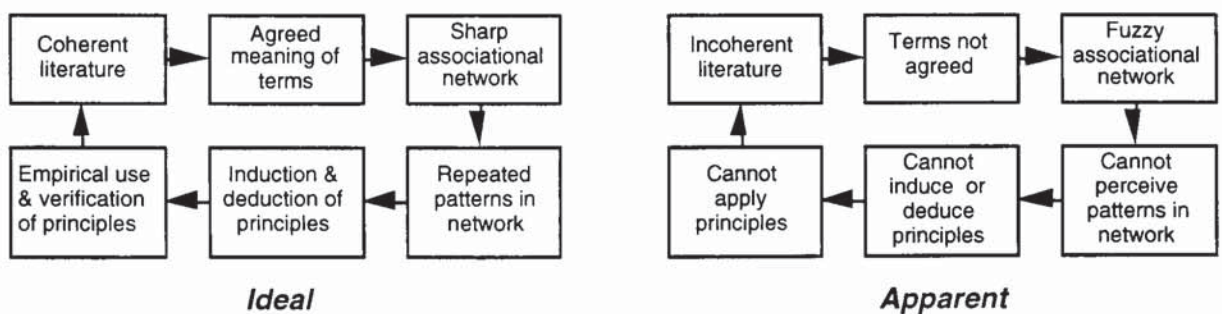 Coherent
literature
Agreed
meaning of
terms
Sharp
associational
network
Empirical use
& verification
of principles
Induction &
deduction of
principles
Repeated
patterns in
network
Ideal
Incoherent
literature
Terms not
agreed
Fuzzy
associational
network
Cannot
apply
principles
Cannot
induce or
deduce
principles
Cannot
perceive
patterns in
network
Apparent